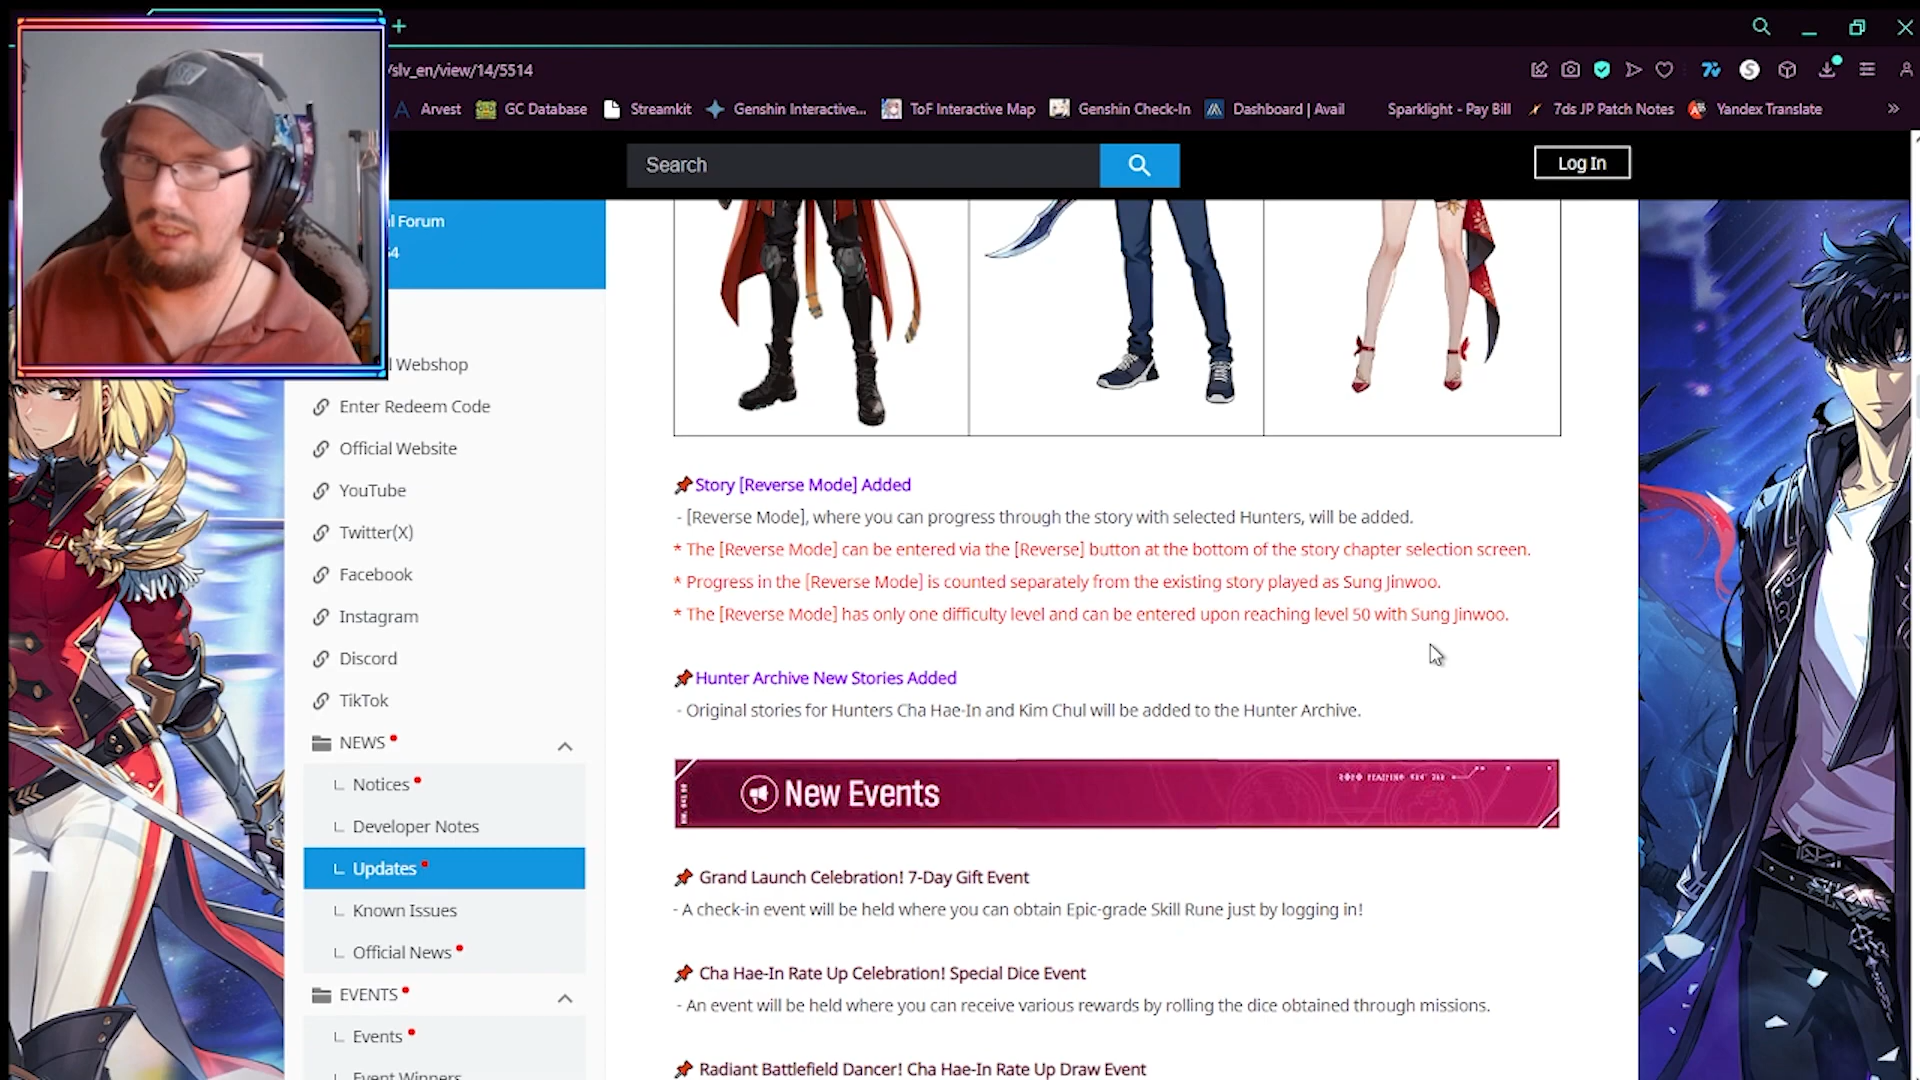 /slv_en/view/14/5514
Arvest GC Database Streamkit Genshin Interactive... ToF Interactive Map Genshin Check-In Dashboard | Avail Sparklight - Pay Bill 7ds JP Patch Notes Yandex Translate
Search
Log In
l Forum
Webshop
Enter Redeem Code
Official Website
YouTube
Twitter(X)
Facebook
Instagram
Discord
TikTok
NEWS
Notices
Developer Notes
Updates
Known Issues
Official News
EVENTS
Events
Event Winners
Story [Reverse Mode] Added
- [Reverse Mode], where you can progress through the story with selected Hunters, will be added.
* The [Reverse Mode] can be entered via the [Reverse] button at the bottom of the story chapter selection screen.
* Progress in the [Reverse Mode] is counted separately from the existing story played as Sung Jinwoo.
* The [Reverse Mode] has only one difficulty level and can be entered upon reaching level 50 with Sung Jinwoo.
Hunter Archive New Stories Added
- Original stories for Hunters Cha Hae-In and Kim Chul will be added to the Hunter Archive.
New Events
Grand Launch Celebration! 7-Day Gift Event
- A check-in event will be held where you can obtain Epic-grade Skill Rune just by logging in!
Cha Hae-In Rate Up Celebration! Special Dice Event
- An event will be held where you can receive various rewards by rolling the dice obtained through missions.
Radiant Battlefield Dancer! Cha Hae-In Rate Up Draw Event